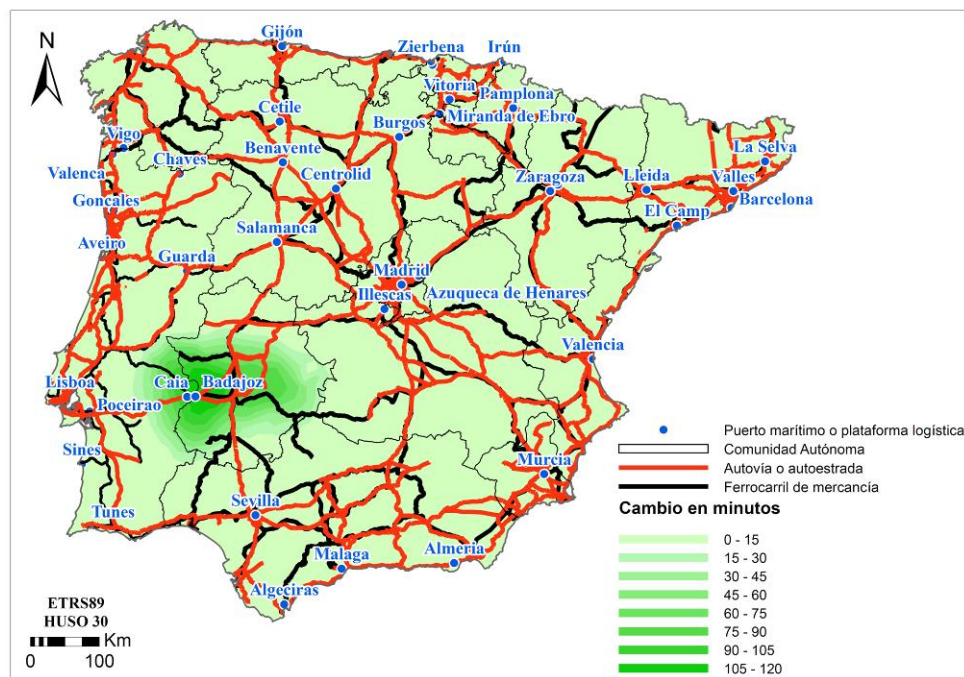 N
Gijón
Zierbena
Irún
Vitoria
Pamplona
Cetile
Miranda de Ebro
Burgos
Vigo
La Selva
Chaves
Benavente
Valenca
Centrolid
Zaragoza
Lleida
Valles
Goncales
Barcelona
El Camp
Salamanca
Aveiro
Guarda
Madrid
Illescas
Azuqueca de Henares
Valencia
Lisboa
Caia
Badajoz
Poceirao
Sines
Murcia
Sevilla
Tunes
Malaga
Almeria
Algeciras
Puerto marítimo o plataforma logística
Comunidad Autónoma
Autovía o autoestrada
Ferrocarril de mercancía
Cambio en minutos
0 - 15
15 - 30
30 - 45
45 - 60
60 - 75
75 - 90
90 - 105
105 - 120
ETRS89
HUSO 30
Km
0 100